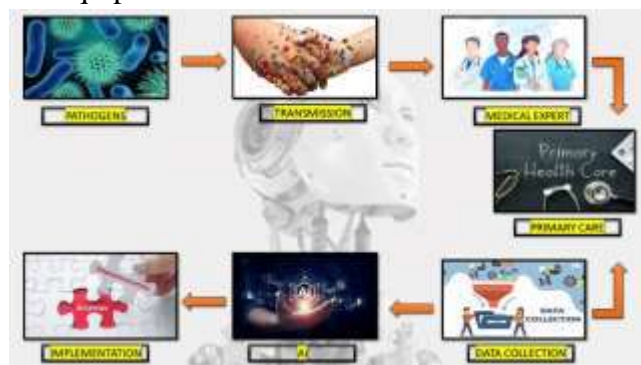 PATHOGENS
TRANSMISSION
MEDICAL EXPERT
Primary
Health Care
PRIMARY CARE
DATA
COLLECTION
IMPLEMENTATION
AI
DATA COLLECTION